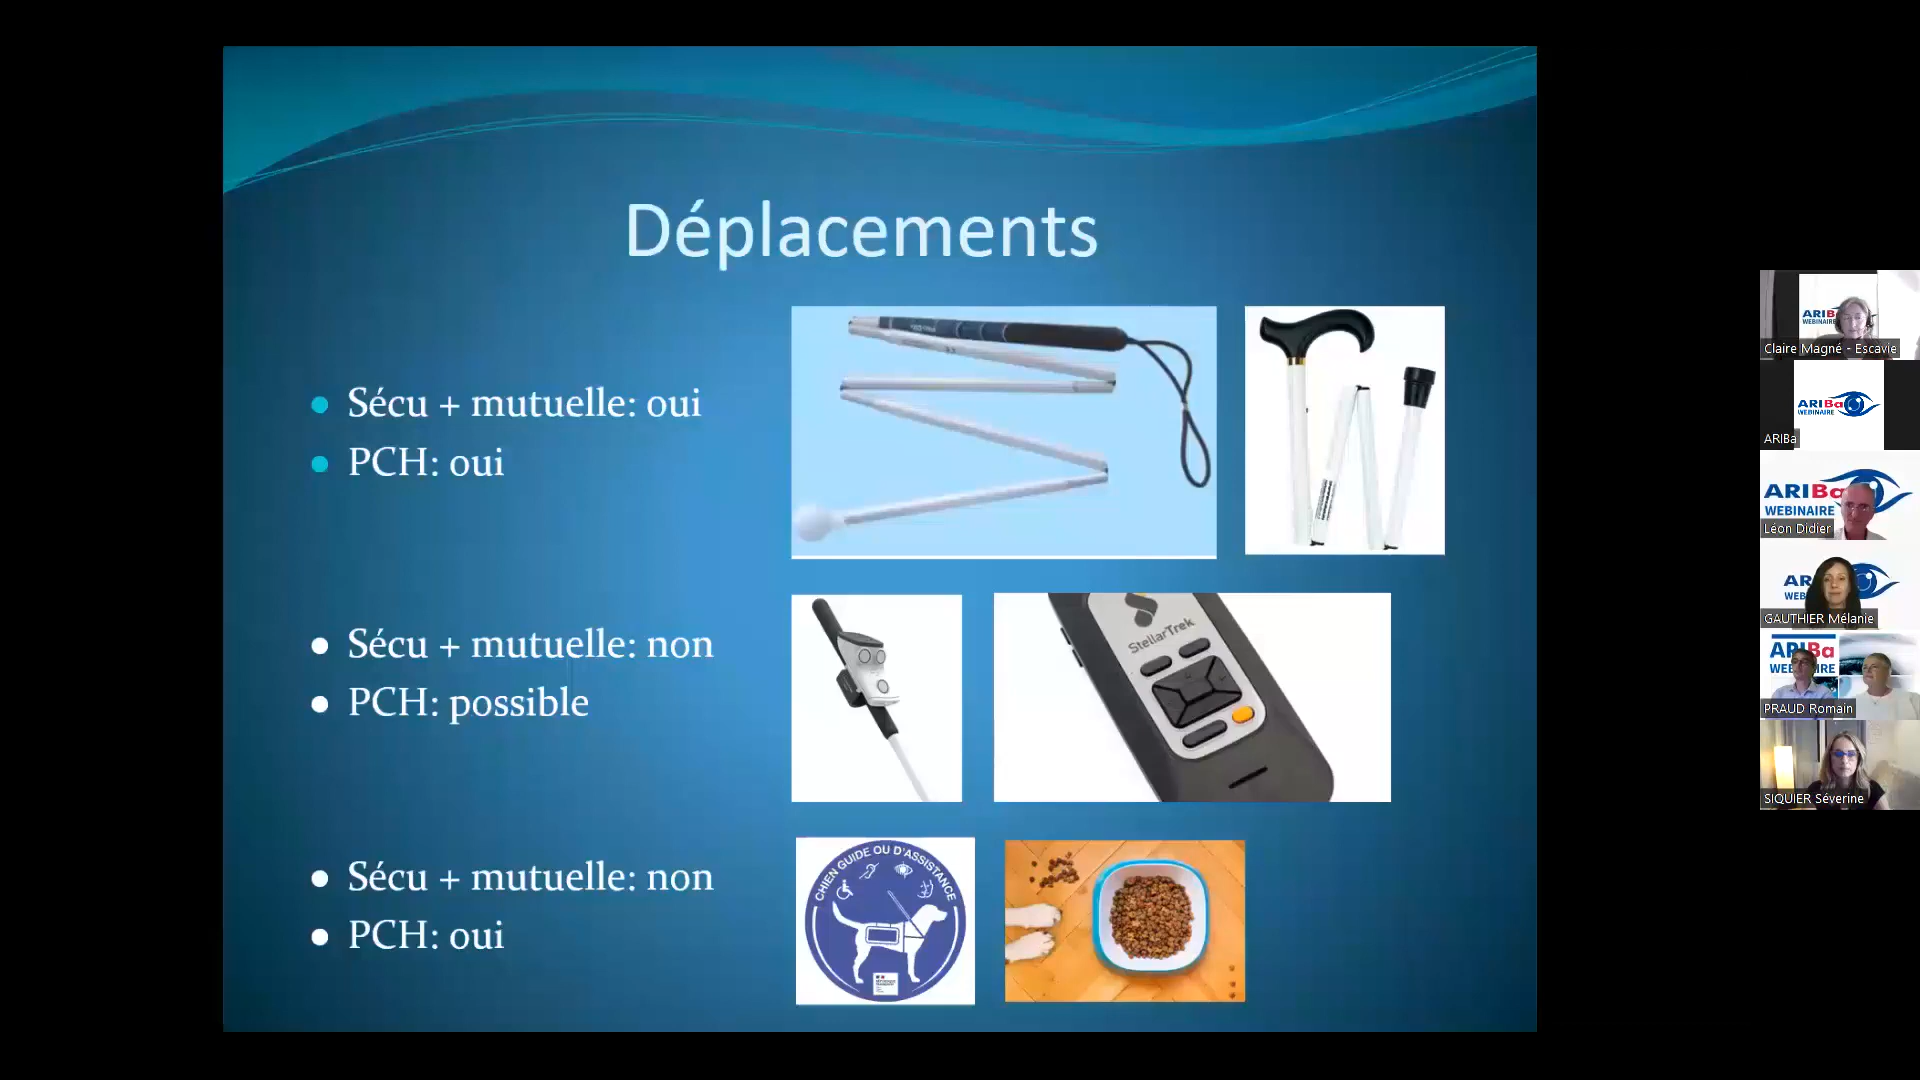 Déplacements
Sécu + mutuelle: oui
PCH: oui
Sécu + mutuelle: non
PCH: possible
StellarTrek
Sécu + mutuelle: non
PCH: oui
CHIEN GUIDE OU D'ASSISTANCE
ARIB
WEBINAIRE
Claire Magné - Escavie
ARIBa
WEBINAIRE
ARIBa
ARIBa
WEBINAIRE
Léon Didier
AR
WEB
GAUTHIER Mélanie
ARIBa
WEBINAIRE
PRAUD Romain
SIQUIER Séverine